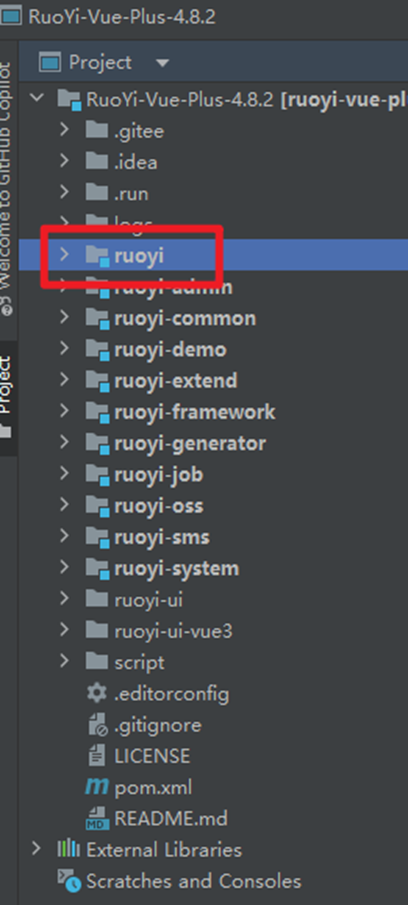 RuoYi-Vue-Plus-4.8.2
Project
RuoYi-Vue-Plus-4.8.2 [ruoyi-vue-pl
.gitee
.idea
.run
logs
ruoyi
ruoyi-admin
ruoyi-common
ruoyi-demo
ruoyi-extend
ruoyi-framework
ruoyi-generator
ruoyi-job
ruoyi-oss
ruoyi-sms
ruoyi-system
ruoyi-ui
ruoyi-ui-vue3
script
.editorconfig
.gitignore
LICENSE
m pom.xml
MD README.md
External Libraries
Scratches and Consoles
Welcome to GitHub Copilot
Project